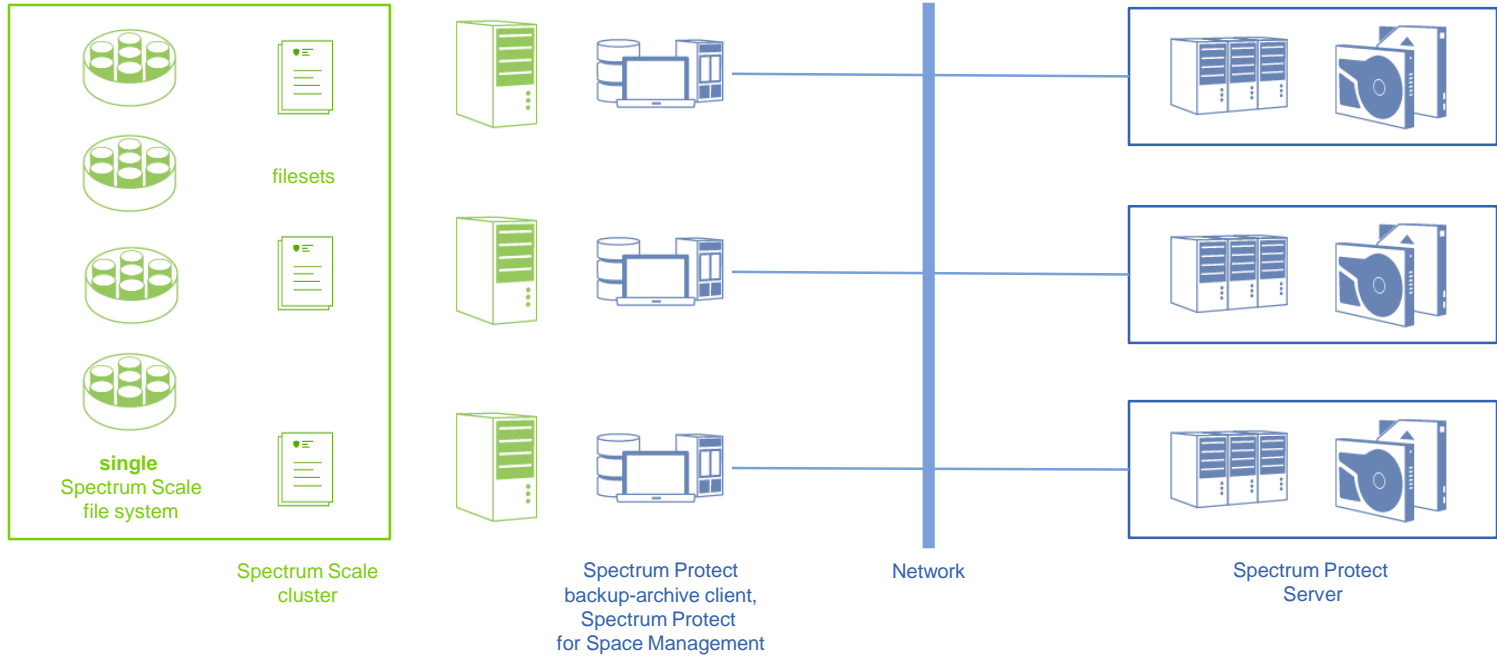 filesets
single
Spectrum Scale
file system
Spectrum Scale
cluster
Spectrum Protect
backup-archive client,
Spectrum Protect
for Space Management
Network
Spectrum Protect
Server